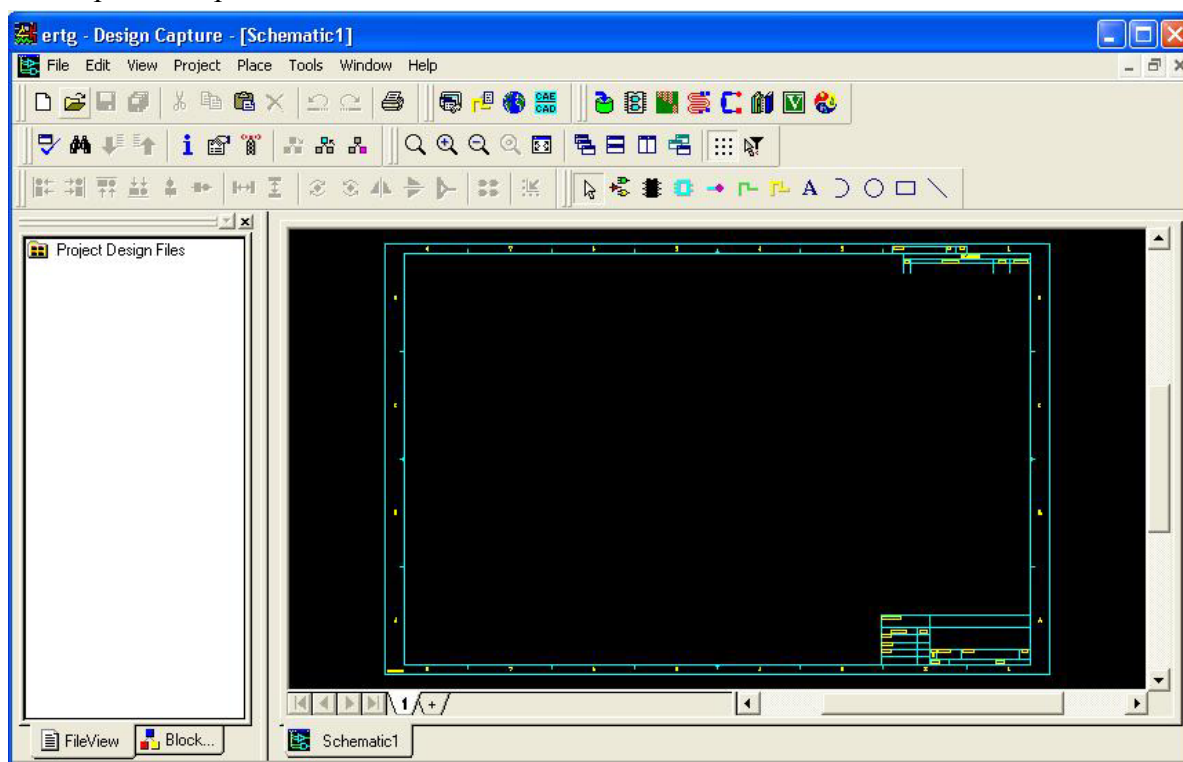 ertg - Design Capture - [Schematic1]
File Edit View Project Place Tools Window Help
CAE
CAD
i
V
A
Project Design Files
1
+
FileView
Block...
Schematic1